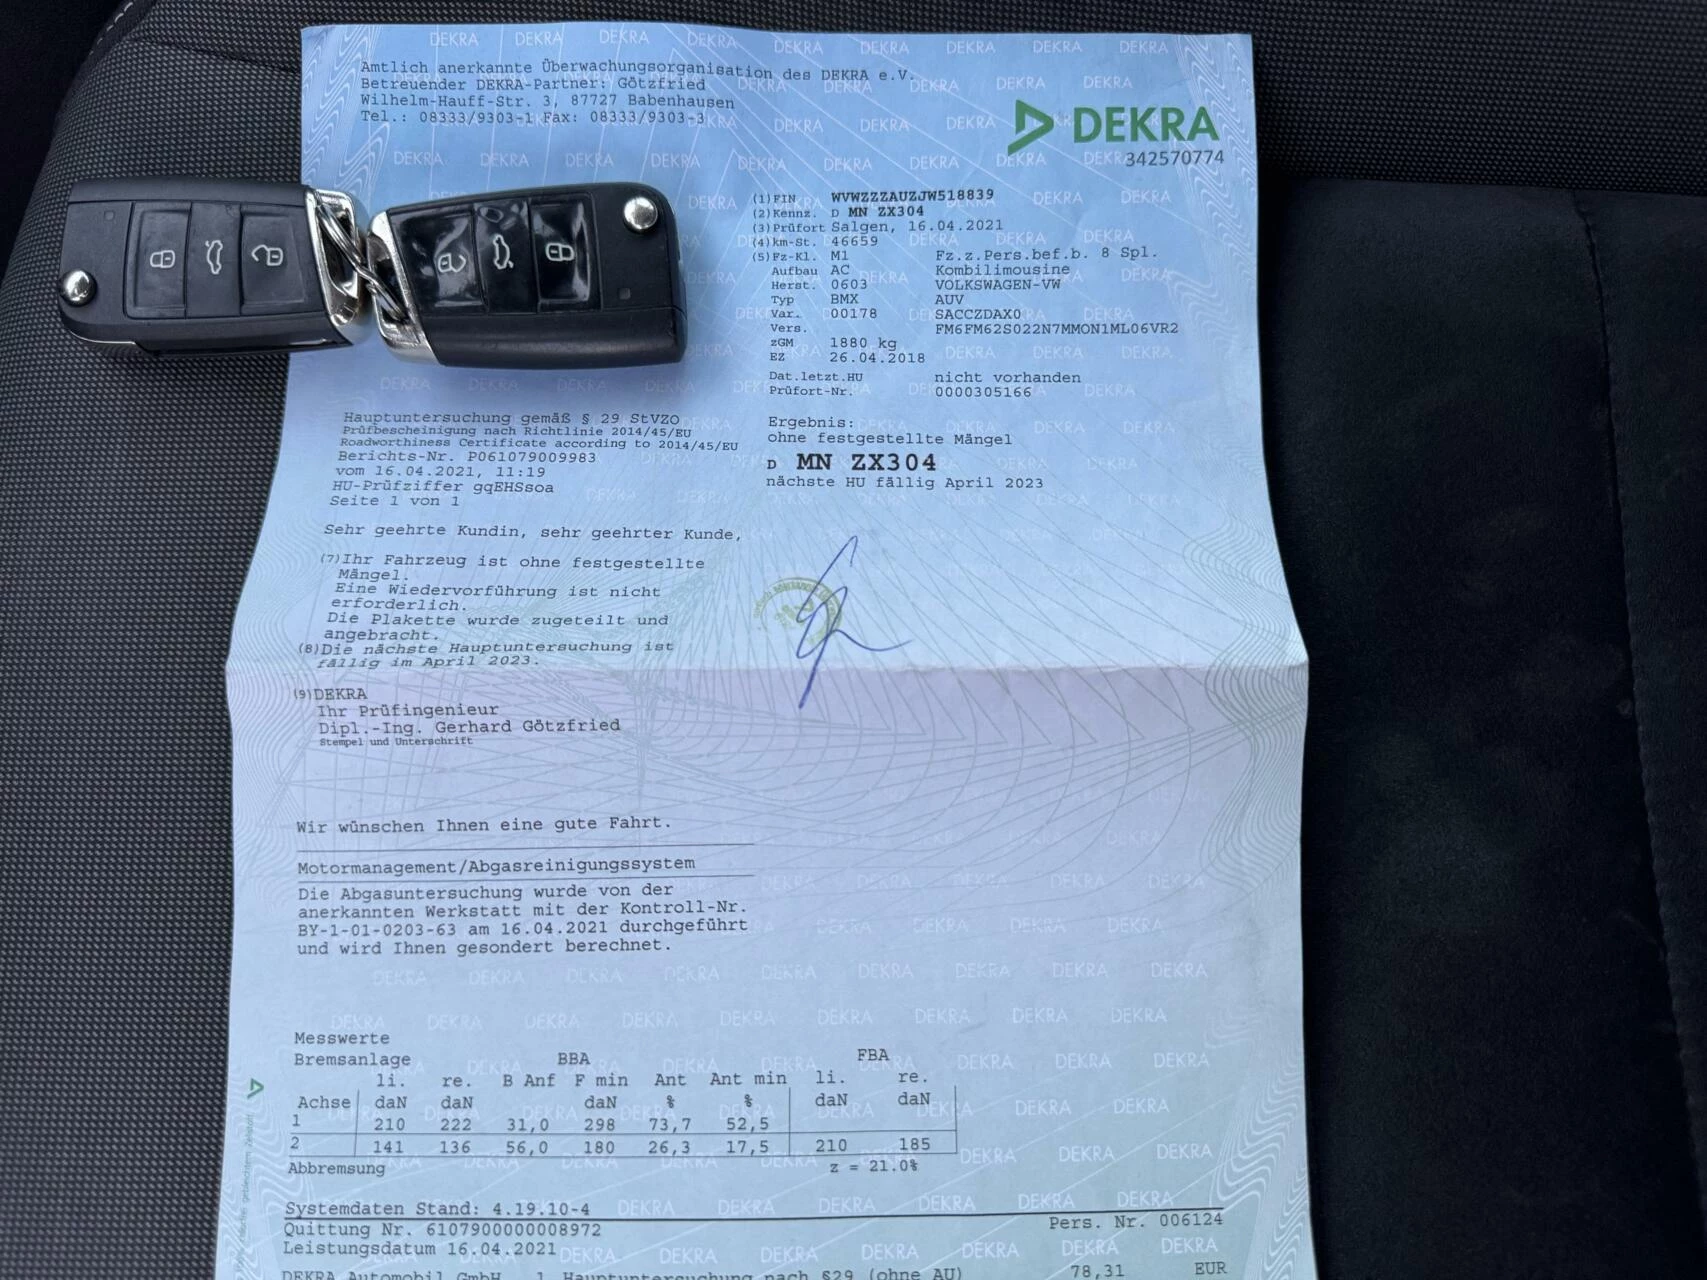 Amtlich anerkannte Überwachungsorganisation des DEKRA e.V.
Betreuender DEKRA-Partner: Götzfried
Wilhelm-Hauff-Str. 3, 87727 Babenhausen
Tel.: 08333/9303-1 Fax: 08333/9303-3
DEKRA
342570774
(1)FIN WVWZZZAUZJW518839
(2)Kennz. D MN ZX304
(3)Prüfort Salgen, 16.04.2021
(4)km-St. 46659
(5)Fz-Kl. M1 Fz.z.Pers.bef.b. 8 Spl.
Aufbau AC Kombilimousine
Herst. 0603 VOLKSWAGEN-VW
Typ BMX AUV
Var. 00178 SACCZDAX0
Vers. FM6FM62S022N7MMON1ML06VR2
zGM 1880 kg
EZ 26.04.2018
Dat.letzt.HU nicht vorhanden
Prüfort-Nr. 0000305166
Hauptuntersuchung gemäß § 29 StVZO
Prüfbescheinigung nach Richtlinie 2014/45/EU
Roadworthiness Certificate according to 2014/45/EU
Berichts-Nr. P061079009983
vom 16.04.2021, 11:19
HU-Prüfziffer gqEHSsoa
Seite 1 von 1
Ergebnis:
ohne festgestellte Mängel
D MN ZX304
nächste HU fällig April 2023
Sehr geehrte Kundin, sehr geehrter Kunde,
(7)Ihr Fahrzeug ist ohne festgestellte
Mängel.
Eine Wiedervorführung ist nicht
erforderlich.
Die Plakette wurde zugeteilt und
angebracht.
(8)Die nächste Hauptuntersuchung ist
fällig im April 2023.
(9)DEKRA
Ihr Prüfingenieur
Dipl.-Ing. Gerhard Götzfried
Stempel und Unterschrift
Wir wünschen Ihnen eine gute Fahrt.
Motormanagement/Abgasreinigungssystem
Die Abgasuntersuchung wurde von der
anerkannten Werkstatt mit der Kontroll-Nr.
BY-1-01-0203-63 am 16.04.2021 durchgeführt
und wird Ihnen gesondert berechnet.
Messwerte
Bremsanlage BBA FBA
li. re. B Anf F min Ant Ant min li. re.
Achse daN daN daN % % daN daN
1 210 222 31,0 298 73,7 52,5
2 141 136 56,0 180 26,3 17,5 210 185
Abbremsung z = 21.0%
Systemdaten Stand: 4.19.10-4
Quittung Nr. 6107900000008972 Pers. Nr. 006124
Leistungsdatum 16.04.2021
DEKRA Automobil GmbH 1 Hauptuntersuchung nach §29 (ohne AU) 78,31 EUR